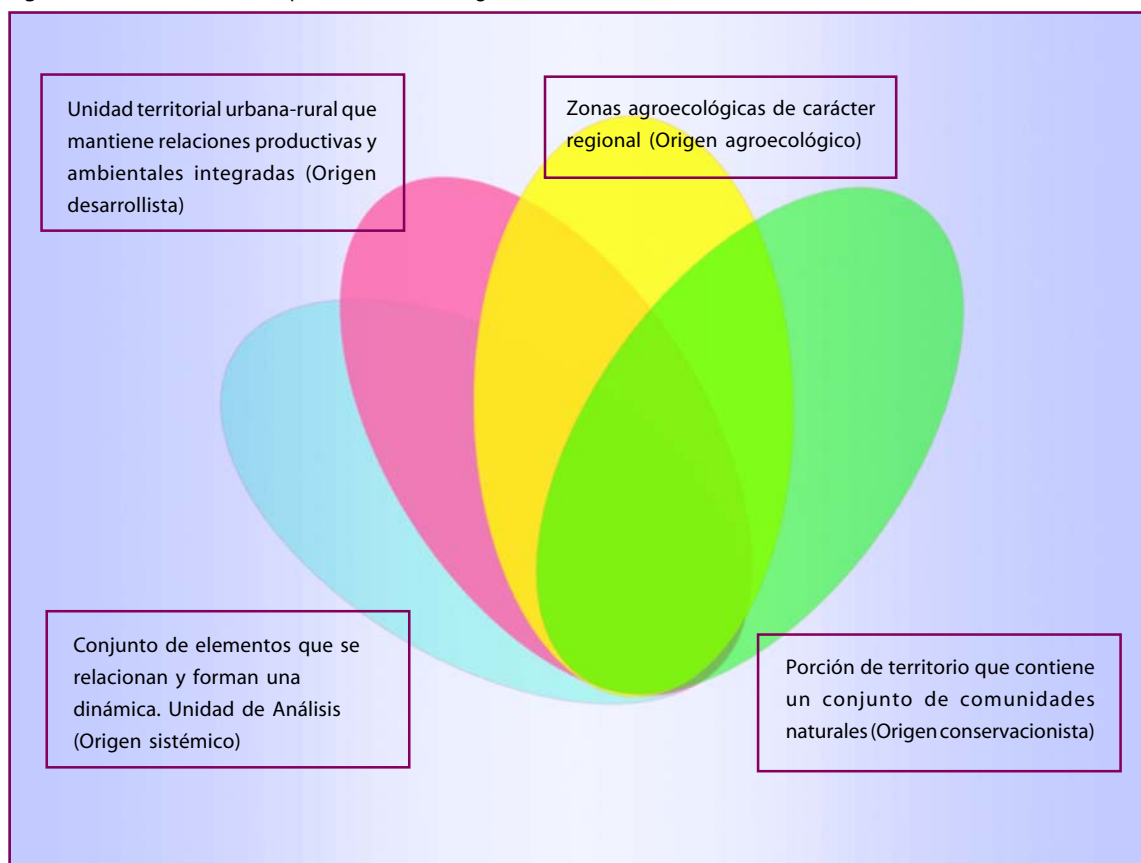 Unidad territorial urbana-rural que
mantiene relaciones productivas y
ambientales integradas (Origen
desarrollista)
Zonas agroecológicas de carácter
regional (Origen agroecológico)
Conjunto de elementos que se
relacionan y forman una
dinámica. Unidad de Análisis
(Origen sistémico)
Porción de territorio que contiene
un conjunto de comunidades
naturales (Origen conservacionista)